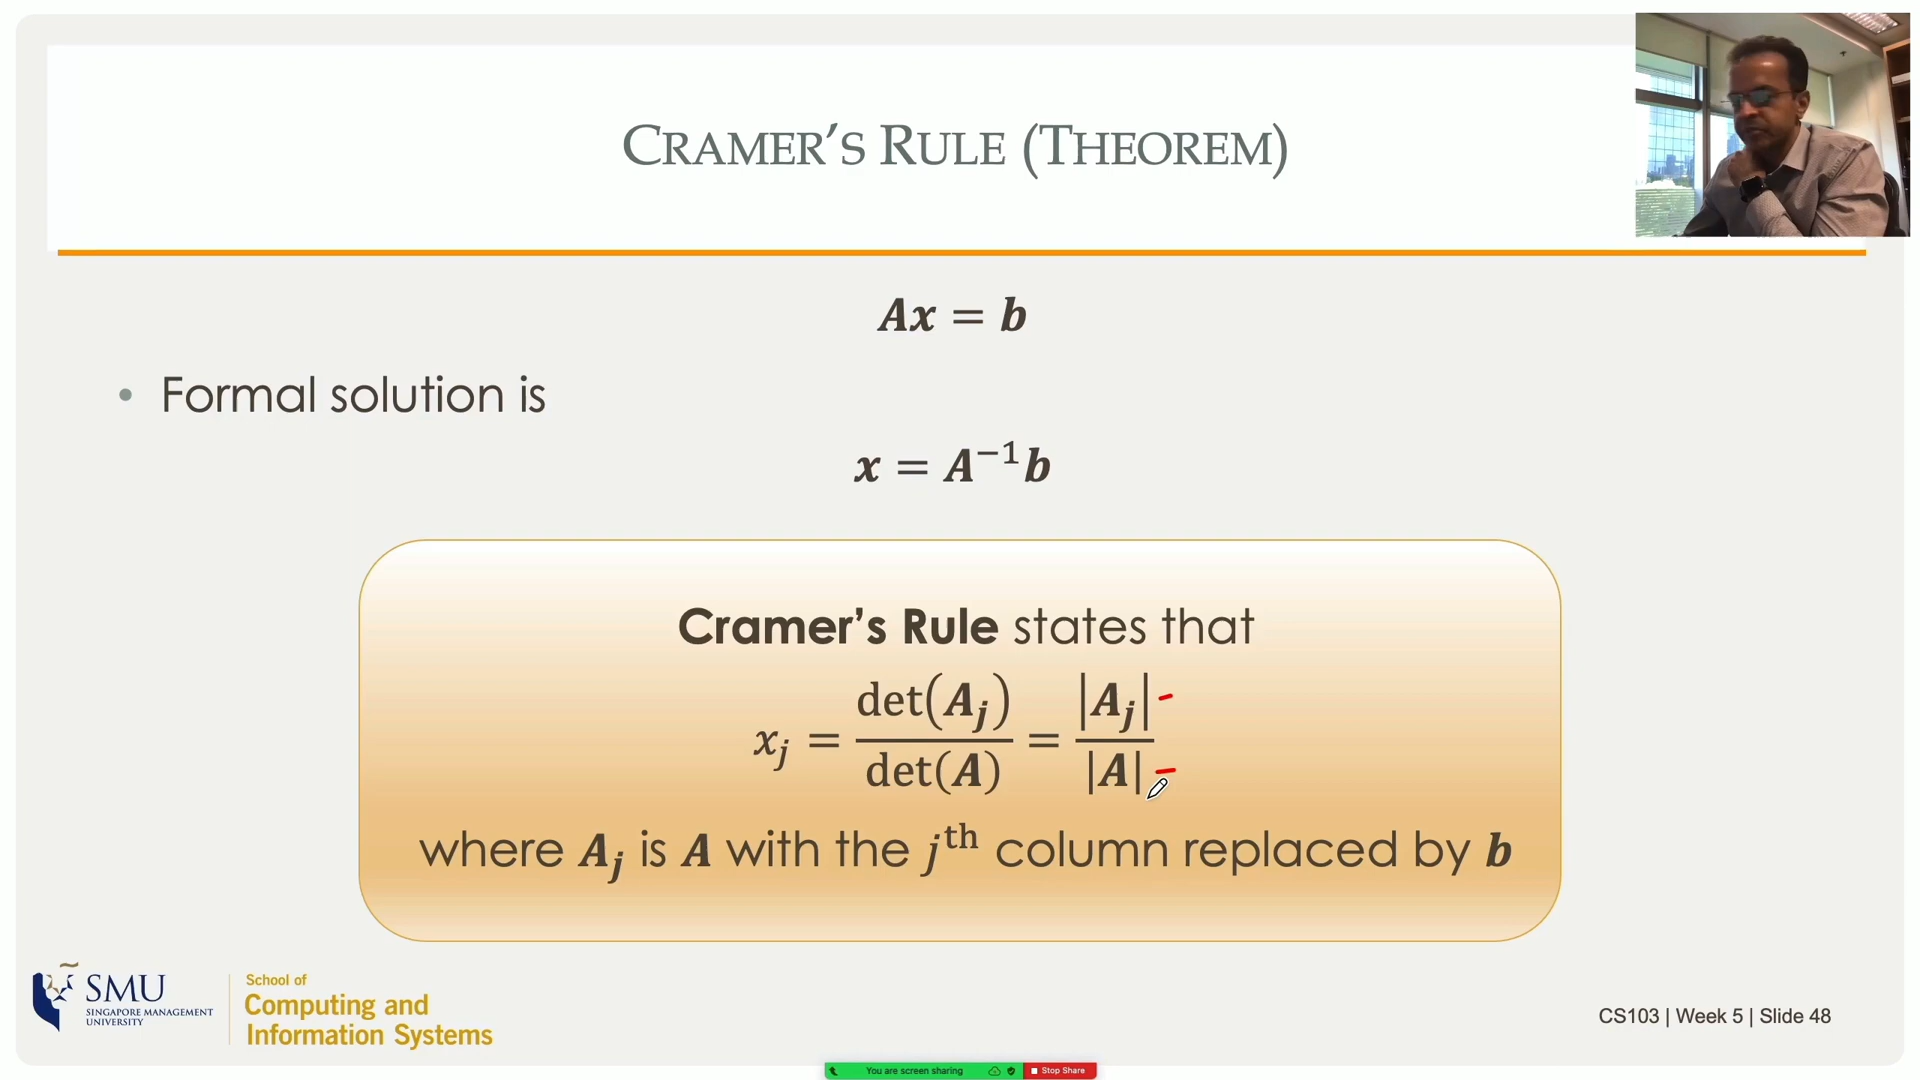 CRAMER'S RULE (THEOREM)
Ax = b
• Formal solution is
x = A⁻¹b
Cramer's Rule states that
xⱼ = det(Aⱼ) / det(A) = |Aⱼ| / |A|
where Aⱼ is A with the jᵗʰ column replaced by b
SMU
SINGAPORE MANAGEMENT
UNIVERSITY
School of
Computing and
Information Systems
CS103 | Week 5 | Slide 48
You are screen sharing
Stop Share